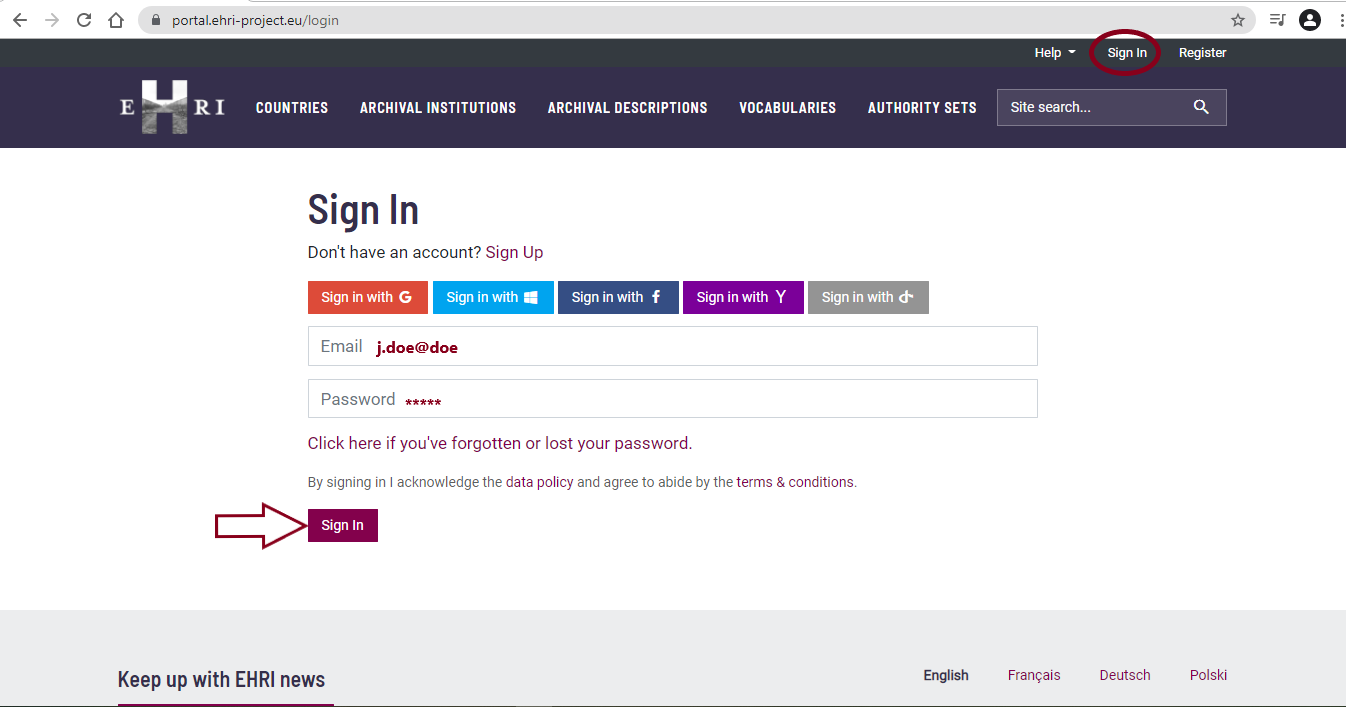 portal.ehri-project.eu/login
Help Sign In Register
EHRI COUNTRIES ARCHIVAL INSTITUTIONS ARCHIVAL DESCRIPTIONS VOCABULARIES AUTHORITY SETS Site search...
Sign In
Don't have an account? Sign Up
Sign in with G Sign in with Sign in with f Sign in with Y Sign in with
Email j.doe@doe
Password *****
Click here if you've forgotten or lost your password.
By signing in I acknowledge the data policy and agree to abide by the terms & conditions.
Sign In
Keep up with EHRI news English Français Deutsch Polski